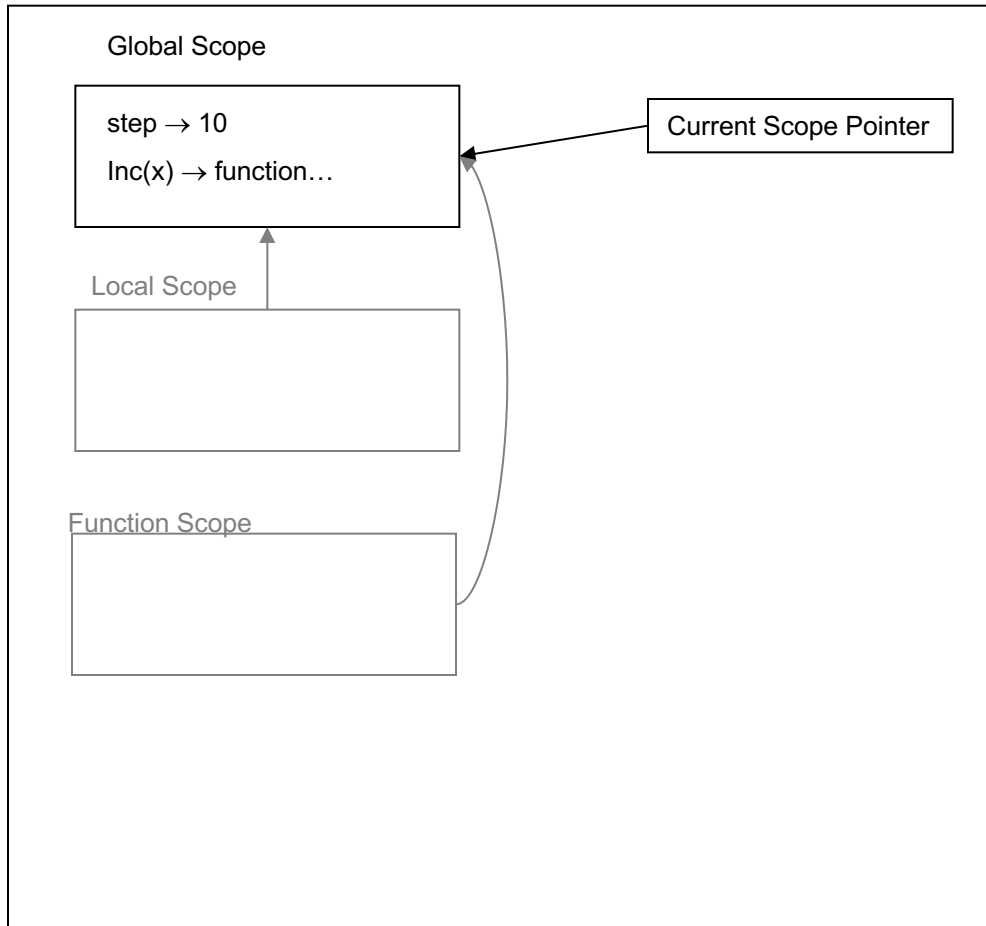 Global Scope
step → 10
Inc(x) → function…
Current Scope Pointer
Local Scope
Function Scope